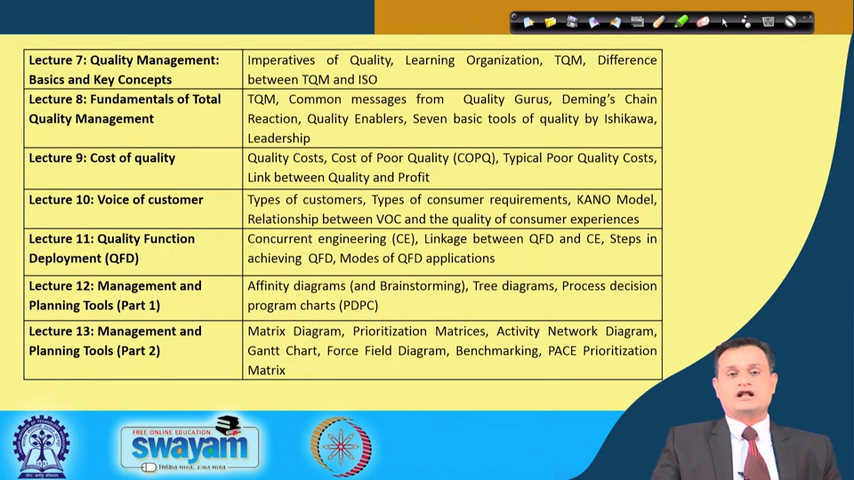 Lecture 7: Quality Management:
Basics and Key Concepts
Imperatives of Quality, Learning Organization, TQM, Difference
between TQM and ISO
Lecture 8: Fundamentals of Total
Quality Management
TQM, Common messages from Quality Gurus, Deming's Chain
Reaction, Quality Enablers, Seven basic tools of quality by Ishikawa,
Leadership
Lecture 9: Cost of quality
Quality Costs, Cost of Poor Quality (COPQ), Typical Poor Quality Costs,
Link between Quality and Profit
Lecture 10: Voice of customer
Types of customers, Types of consumer requirements, KANO Model,
Relationship between VOC and the quality of consumer experiences
Lecture 11: Quality Function
Deployment (QFD)
Concurrent engineering (CE), Linkage between QFD and CE, Steps in
achieving QFD, Modes of QFD applications
Lecture 12: Management and
Planning Tools (Part 1)
Affinity diagrams (and Brainstorming), Tree diagrams, Process decision
program charts (PDPC)
Lecture 13: Management and
Planning Tools (Part 2)
Matrix Diagram, Prioritization Matrices, Activity Network Diagram,
Gantt Chart, Force Field Diagram, Benchmarking, PACE Prioritization
Matrix
FREE ONLINE EDUCATION
swayam